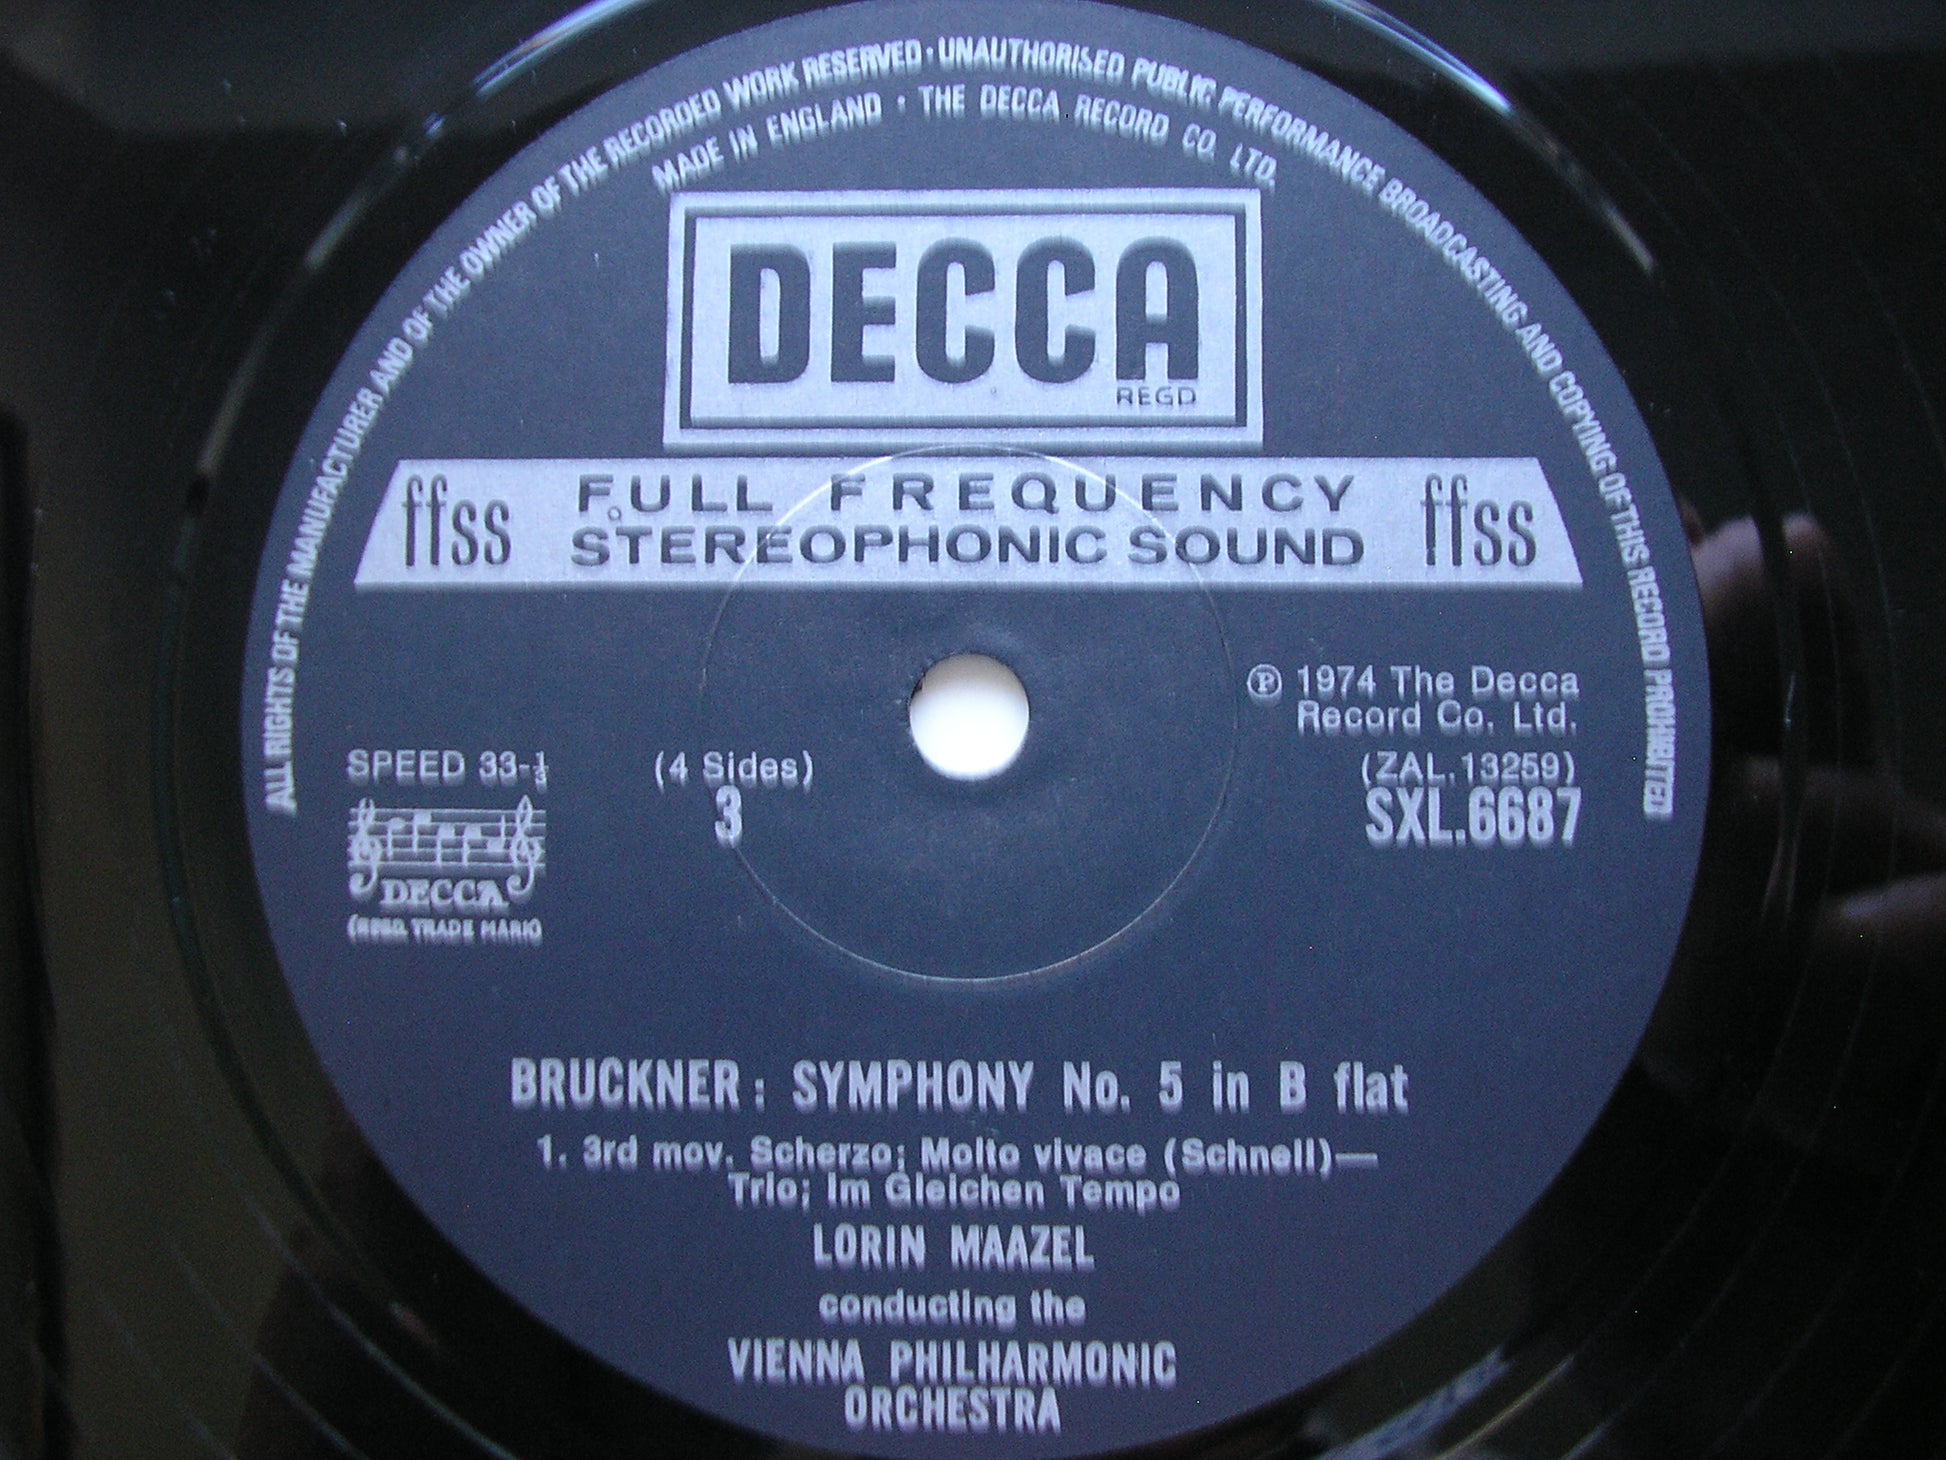 ALL RIGHTS OF THE MANUFACTURER AND OF THE OWNER OF THE RECORDED WORK RESERVED · UNAUTHORISED PUBLIC PERFORMANCE BROADCASTING AND COPYING OF THIS RECORD PROHIBITED
MADE IN ENGLAND · THE DECCA RECORD CO. LTD.
DECCA
REGD
ffss FULL FREQUENCY ffss
STEREOPHONIC SOUND
℗ 1974 The Decca
Record Co. Ltd.
SPEED 33-⅓ (4 Sides) (ZAL.13259)
3 SXL.6687
DECCA
(REGD. TRADE MARK)
BRUCKNER: SYMPHONY No. 5 in B flat
1. 3rd mov. Scherzo; Molto vivace (Schnell)—
Trio; Im Gleichen Tempo
LORIN MAAZEL
conducting the
VIENNA PHILHARMONIC
ORCHESTRA